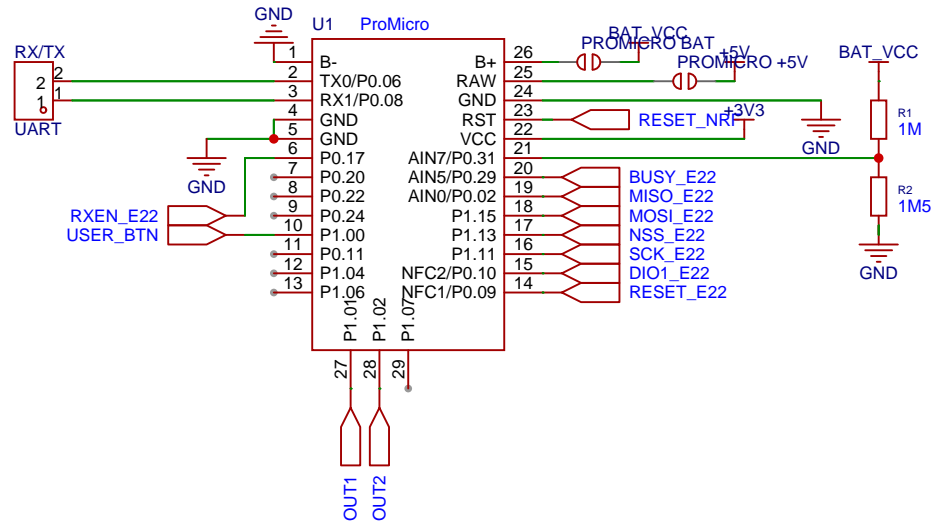 GND
U1 ProMicro
RX/TX
2 2
1 1
UART
1 B-
2 TX0/P0.06
3 RX1/P0.08
4 GND
5 GND
6 P0.17
7 P0.20
8 P0.22
9 P0.24
10 P1.00
11 P0.11
12 P1.04
13 P1.06
GND
RXEN_E22
USER_BTN
B+ 26
RAW 25
GND 24
RST 23
VCC 22
AIN7/P0.31 21
AIN5/P0.29 20
AIN0/P0.02 19
P1.15 18
P1.13 17
P1.11 16
NFC2/P0.10 15
NFC1/P0.09 14
P1.01 27
P1.02 28
P1.07 29
OUT1
OUT2
BAT_VCC
PROMICRO BAT
+5V
PROMICRO +5V
GND
RESET_NRF
+3V3
BUSY_E22
MISO_E22
MOSI_E22
NSS_E22
SCK_E22
DIO1_E22
RESET_E22
BAT_VCC
R1
1M
R2
1M5
GND